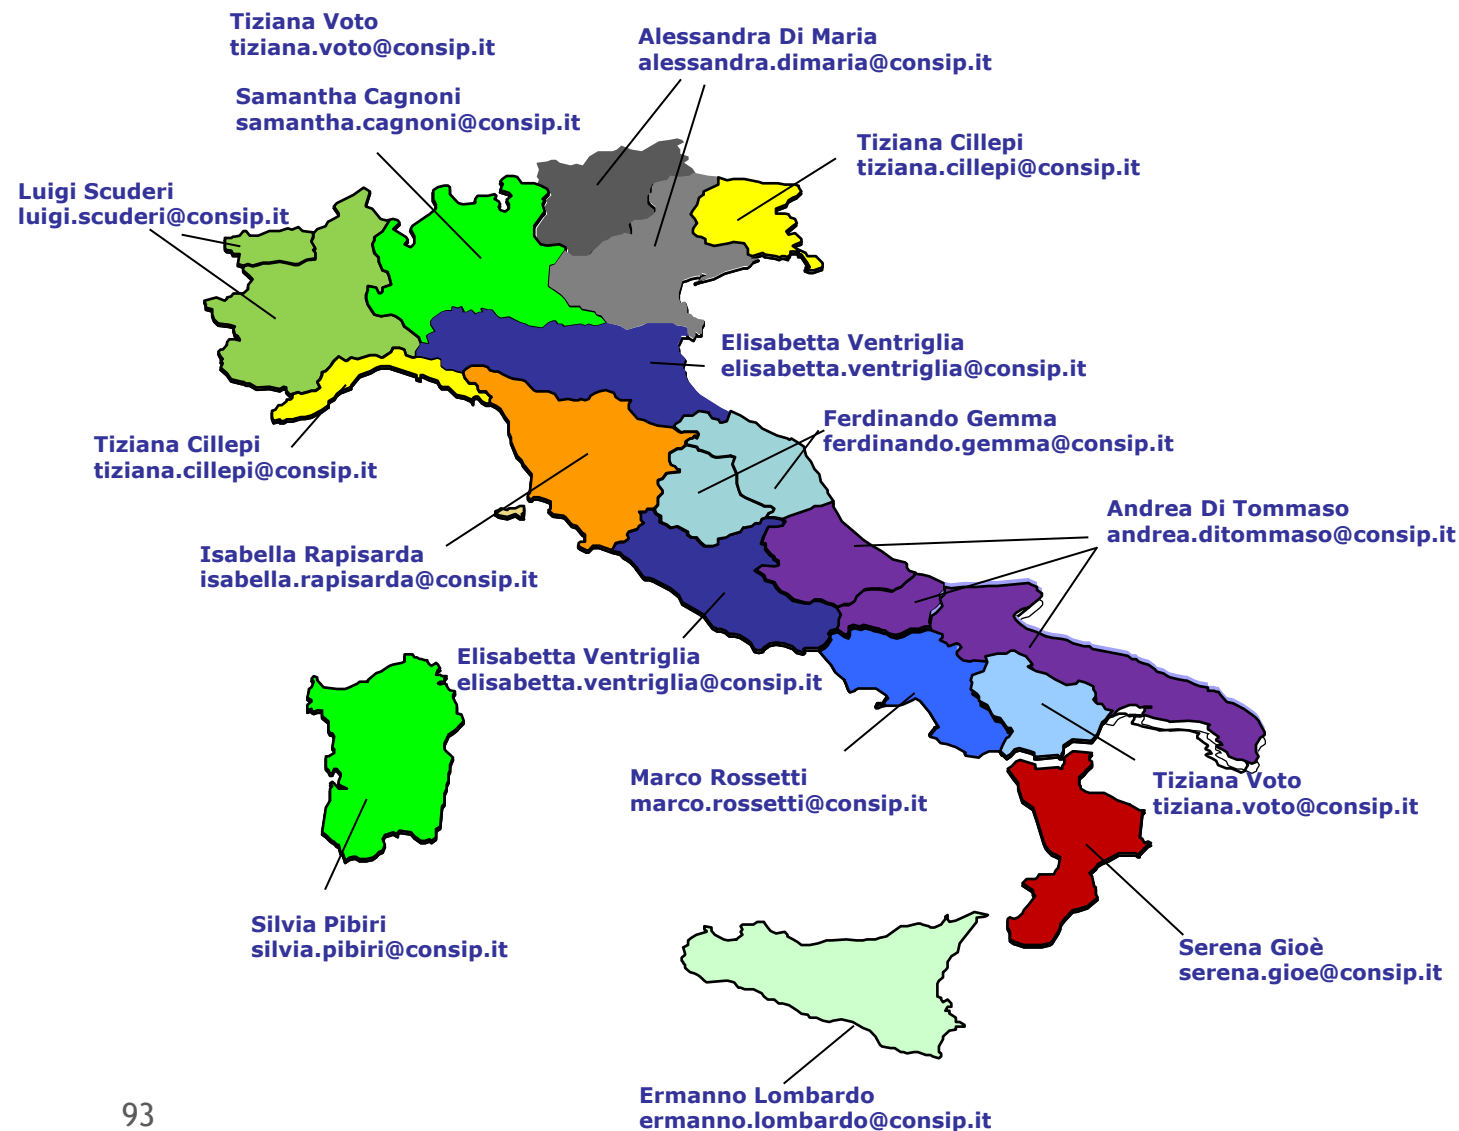 Tiziana Voto
tiziana.voto@consip.it
Alessandra Di Maria
alessandra.dimaria@consip.it
Samantha Cagnoni
samantha.cagnoni@consip.it
Tiziana Cillepi
tiziana.cillepi@consip.it
Luigi Scuderi
luigi.scuderi@consip.it
Elisabetta Ventriglia
elisabetta.ventriglia@consip.it
Ferdinando Gemma
ferdinando.gemma@consip.it
Tiziana Cillepi
tiziana.cillepi@consip.it
Andrea Di Tommaso
andrea.ditommaso@consip.it
Isabella Rapisarda
isabella.rapisarda@consip.it
Elisabetta Ventriglia
elisabetta.ventriglia@consip.it
Marco Rossetti
marco.rossetti@consip.it
Tiziana Voto
tiziana.voto@consip.it
Silvia Pibiri
silvia.pibiri@consip.it
Serena Gioè
serena.gioe@consip.it
Ermanno Lombardo
ermanno.lombardo@consip.it
93